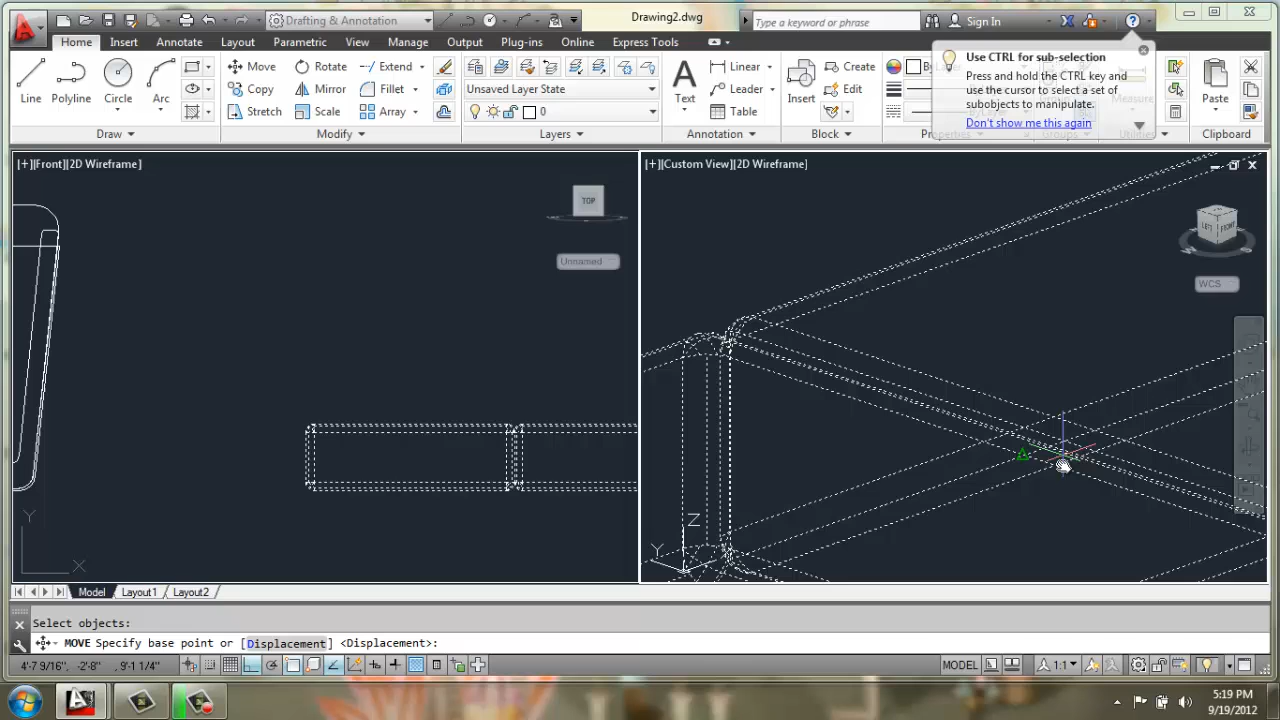 Drafting & Annotation
Drawing2.dwg
Type a keyword or phrase
Sign In
Home
Insert
Annotate
Layout
Parametric
View
Manage
Output
Plug-ins
Online
Express Tools
Line
Polyline
Circle
Arc
Move
Copy
Stretch
Rotate
Mirror
Scale
Extend
Fillet
Array
Unsaved Layer State
0
Text
Linear
Leader
Table
Insert
Create
Edit
Measure
Paste
Draw
Modify
Layers
Annotation
Block
Properties
Groups
Utilities
Clipboard
Use CTRL for sub-selection
Press and hold the CTRL key and
use the cursor to select a set of
subobjects to manipulate.
Don't show me this again
[+][Front][2D Wireframe]
TOP
Unnamed
Y
X
[+][Custom View][2D Wireframe]
LEFT
FRONT
WCS
Z
Y
Model
Layout1
Layout2
Select objects:
MOVE Specify base point or [Displacement] <Displacement>:
4'-7 9/16", -2'-8" , 9'-1 1/4"
MODEL
1:1
5:19 PM
9/19/2012